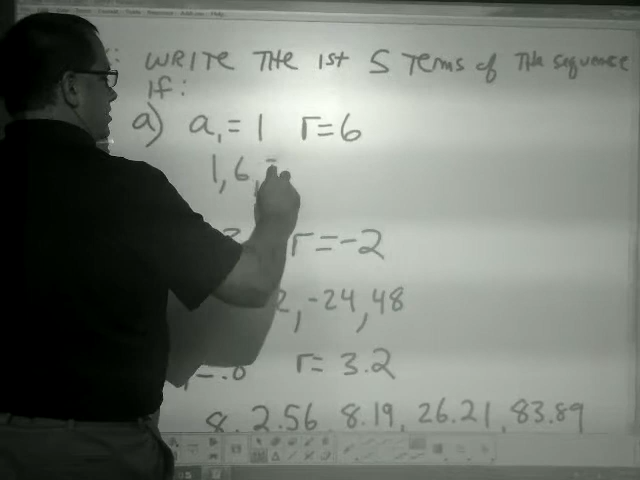 : WRITE THE 1st 5 Terms of The sequence
If:
a) a₁ = 1 r = 6
1, 6,
r = -2
, -24, 48
r = 3.2
.8, 2.56, 8.19, 26.21, 83.89